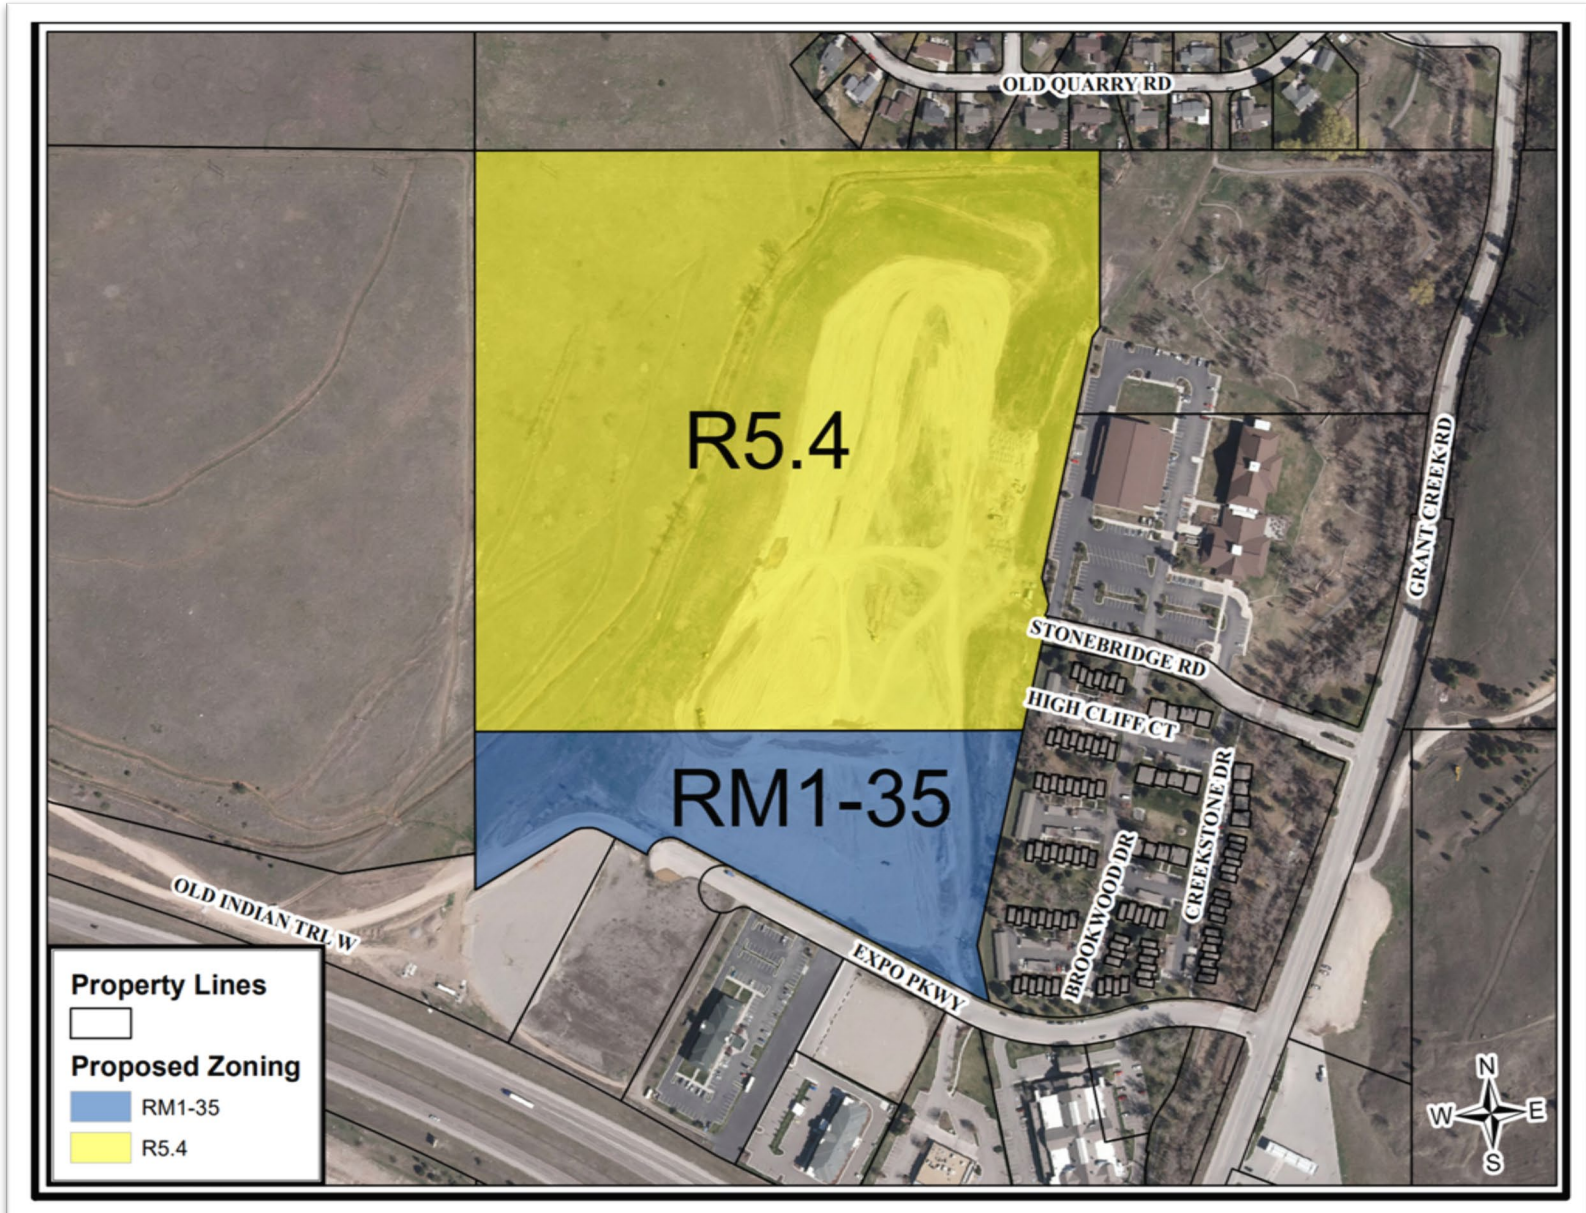 OLD QUARRY RD
R5.4
GRANT CREEK RD
STONEBRIDGE RD
HIGH CLIFF CT
RM1-35
CREEKSTONE DR
BROOKWOOD DR
OLD INDIAN TRL W
EXPO PKWY
Property Lines
Proposed Zoning
RM1-35
R5.4
N
W
E
S